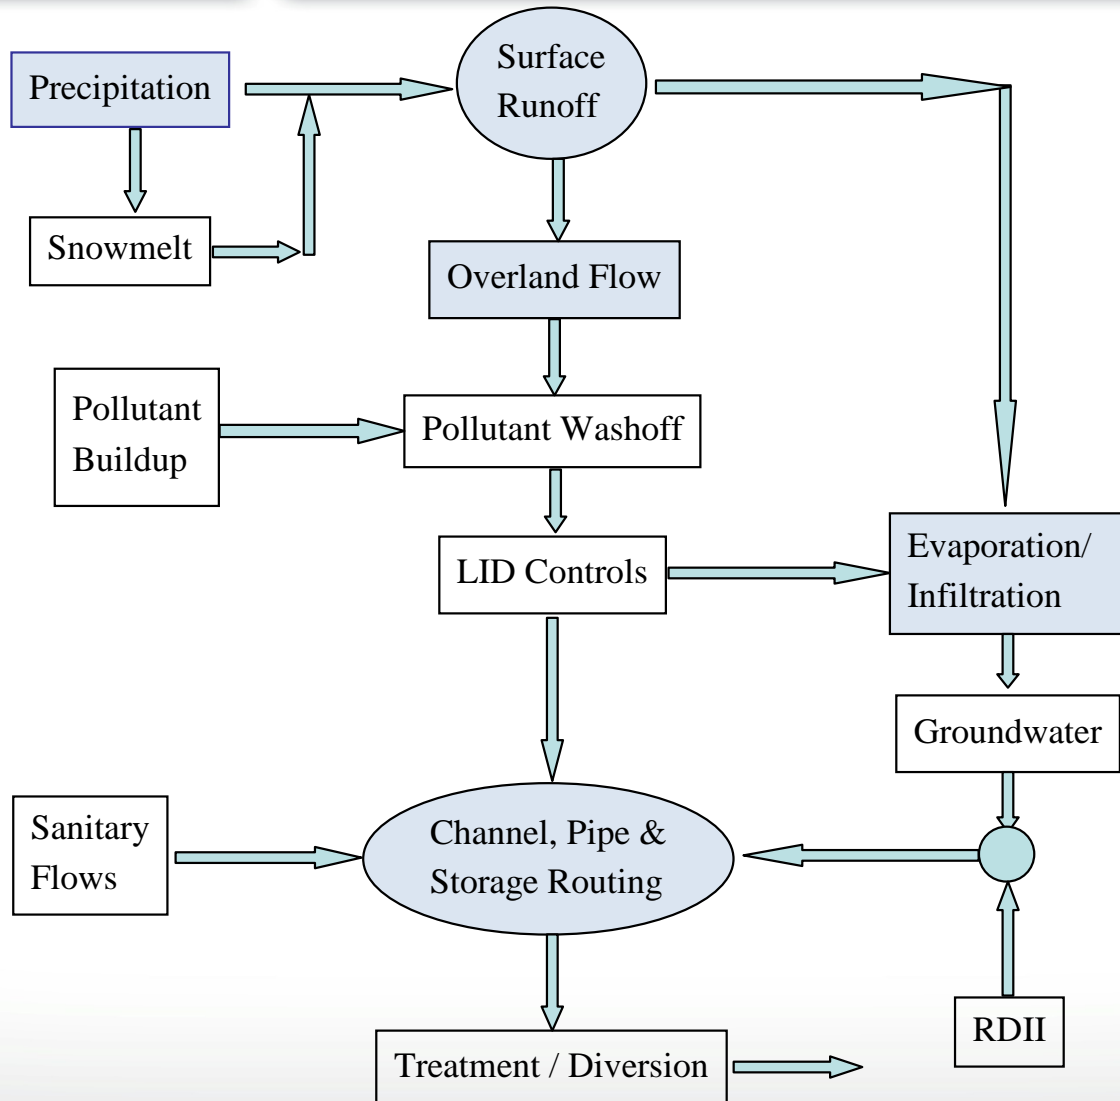 Precipitation
Surface
Runoff
Snowmelt
Overland Flow
Pollutant
Buildup
Pollutant Washoff
LID Controls
Evaporation/
Infiltration
Groundwater
Sanitary
Flows
Channel, Pipe &
Storage Routing
RDII
Treatment / Diversion